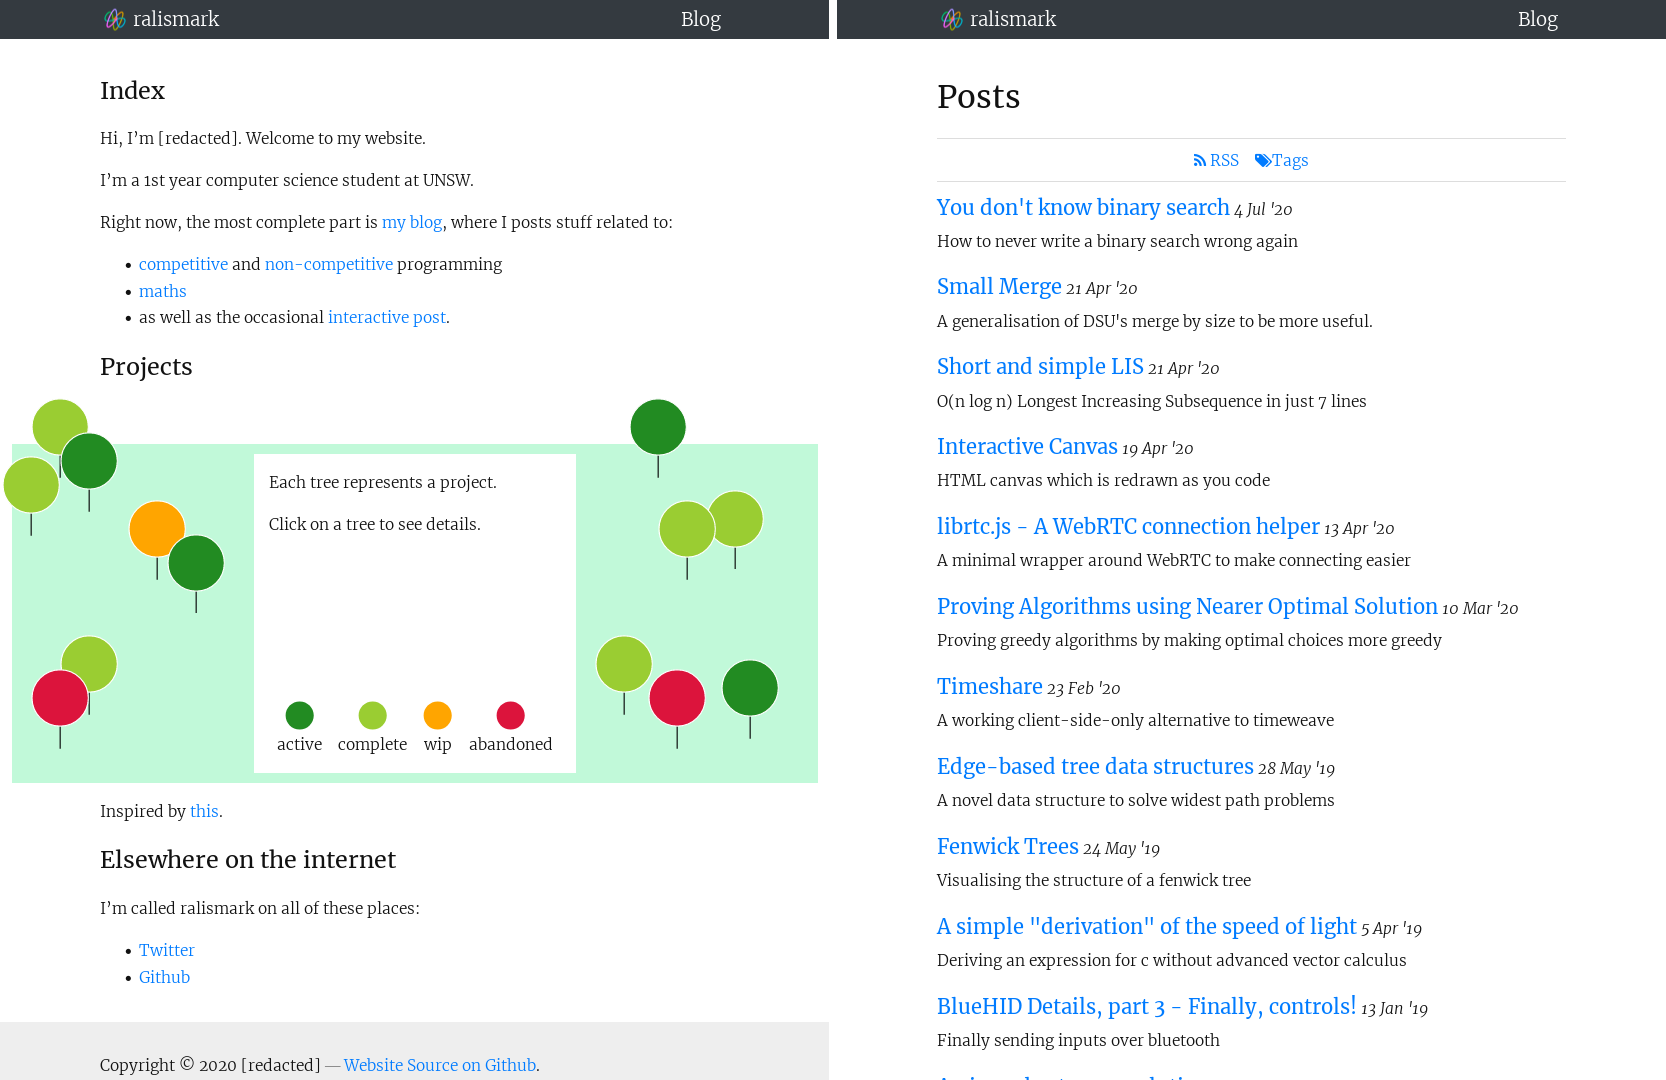 ralismark
Blog
Index
Hi, I’m [redacted]. Welcome to my website.
I’m a 1st year computer science student at UNSW.
Right now, the most complete part is my blog, where I posts stuff related to:
• competitive and non-competitive programming
• maths
• as well as the occasional interactive post.
Projects
Each tree represents a project.
Click on a tree to see details.
active complete wip abandoned
Inspired by this.
Elsewhere on the internet
I’m called ralismark on all of these places:
• Twitter
• Github
Copyright © 2020 [redacted] — Website Source on Github.
ralismark
Blog
Posts
RSS Tags
You don't know binary search 4 Jul '20
How to never write a binary search wrong again
Small Merge 21 Apr '20
A generalisation of DSU's merge by size to be more useful.
Short and simple LIS 21 Apr '20
O(n log n) Longest Increasing Subsequence in just 7 lines
Interactive Canvas 19 Apr '20
HTML canvas which is redrawn as you code
librtc.js - A WebRTC connection helper 13 Apr '20
A minimal wrapper around WebRTC to make connecting easier
Proving Algorithms using Nearer Optimal Solution 10 Mar '20
Proving greedy algorithms by making optimal choices more greedy
Timeshare 23 Feb '20
A working client-side-only alternative to timeweave
Edge-based tree data structures 28 May '19
A novel data structure to solve widest path problems
Fenwick Trees 24 May '19
Visualising the structure of a fenwick tree
A simple "derivation" of the speed of light 5 Apr '19
Deriving an expression for c without advanced vector calculus
BlueHID Details, part 3 - Finally, controls! 13 Jan '19
Finally sending inputs over bluetooth